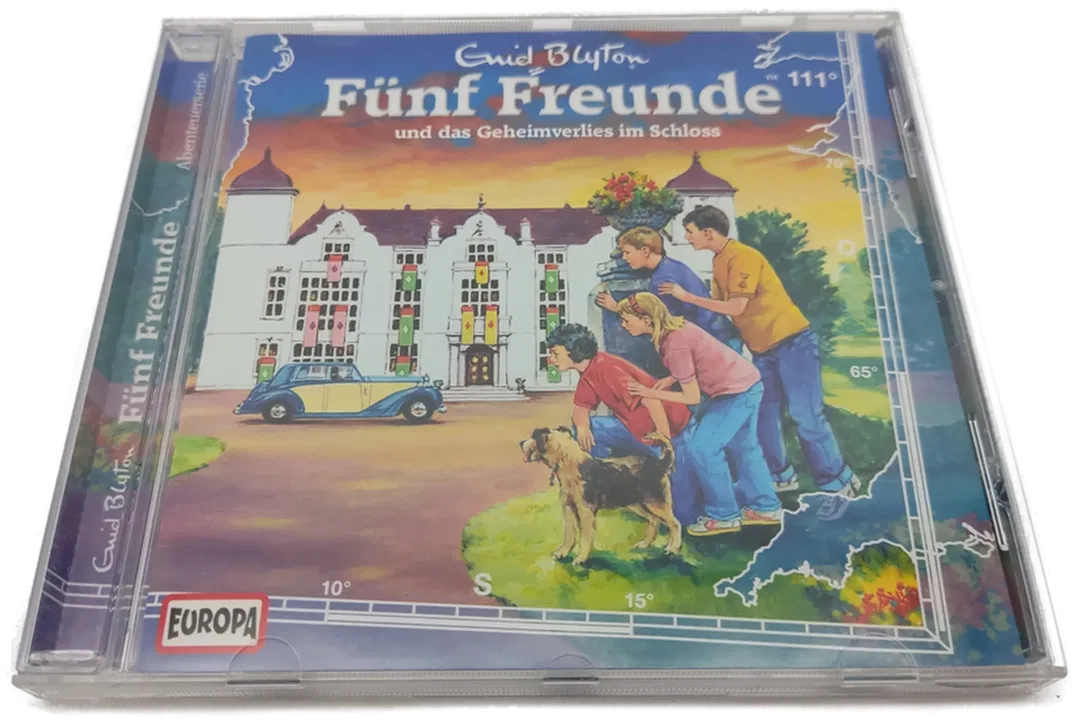 Enid Blyton
Fünf Freunde™ 111°
und das Geheimverlies im Schloss
70°
O
65°
10°
S
15°
EUROPA
Enid Blyton Fünf Freunde Abenteuerserie